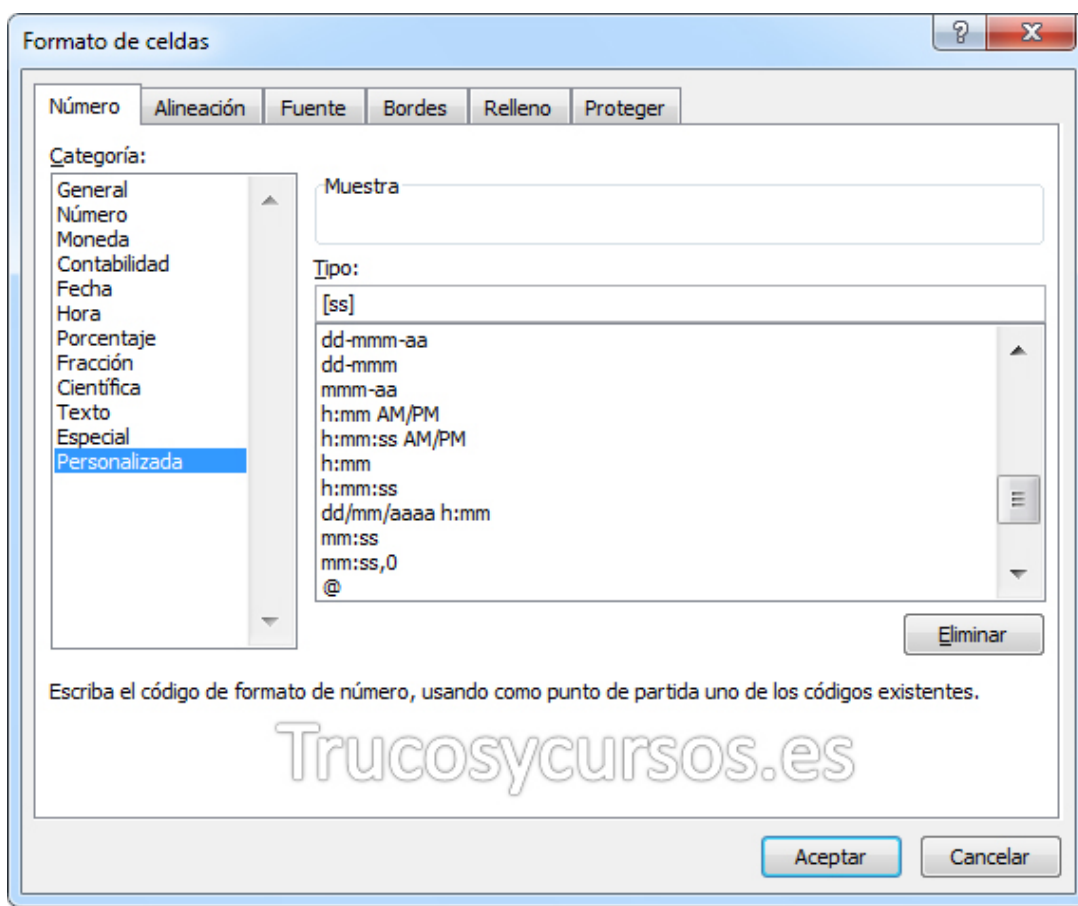 Formato de celdas
Número Alineación Fuente Bordes Relleno Proteger
Categoría:
General
Número
Moneda
Contabilidad
Fecha
Hora
Porcentaje
Fracción
Científica
Texto
Especial
Personalizada
Muestra
Tipo:
[ss]
dd-mmm-aa
dd-mmm
mmm-aa
h:mm AM/PM
h:mm:ss AM/PM
h:mm
h:mm:ss
dd/mm/aaaa h:mm
mm:ss
mm:ss,0
@
Eliminar
Escriba el código de formato de número, usando como punto de partida uno de los códigos existentes.
Trucosycursos.es
Aceptar Cancelar